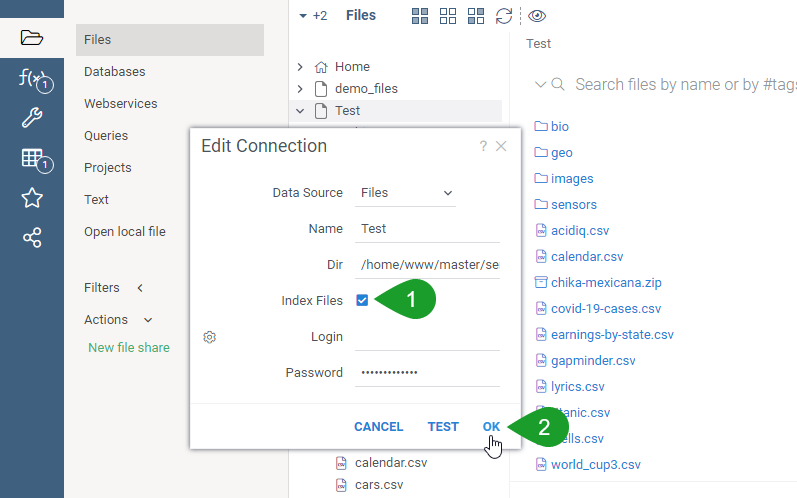 +2
Files
Files
Databases
Webservices
Queries
Projects
Text
Open local file
Filters
Actions
New file share
f(x)
1
1
Home
demo_files
Test
Edit Connection
?
Data Source
Files
Name
Test
Dir
/home/www/master/se
Index Files
1
Login
Password
CANCEL
TEST
OK
2
calendar.csv
cars.csv
Test
Search files by name or by #tags
bio
geo
images
sensors
acidiq.csv
calendar.csv
chika-mexicana.zip
covid-19-cases.csv
earnings-by-state.csv
gapminder.csv
lyrics.csv
tanic.csv
ells.csv
world_cup3.csv